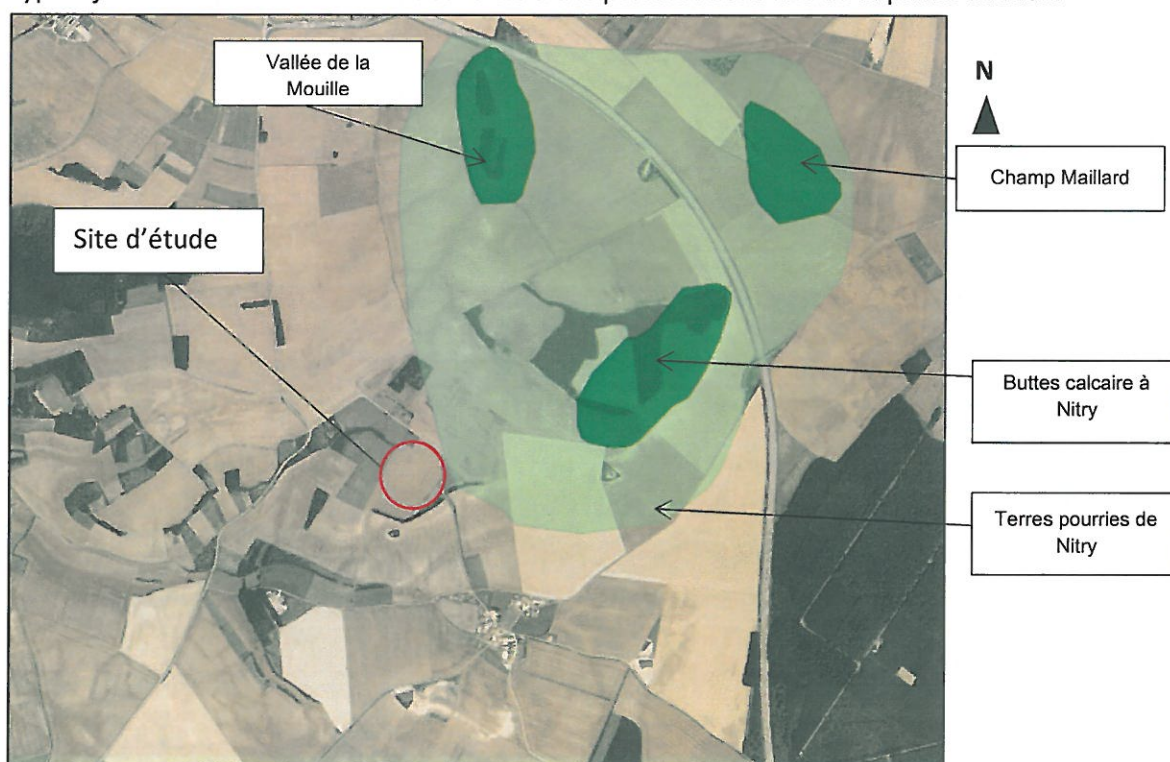 Vallée de la
Mouille
N
Champ Maillard
Site d'étude
Buttes calcaire à
Nitry
Terres pourries de
Nitry